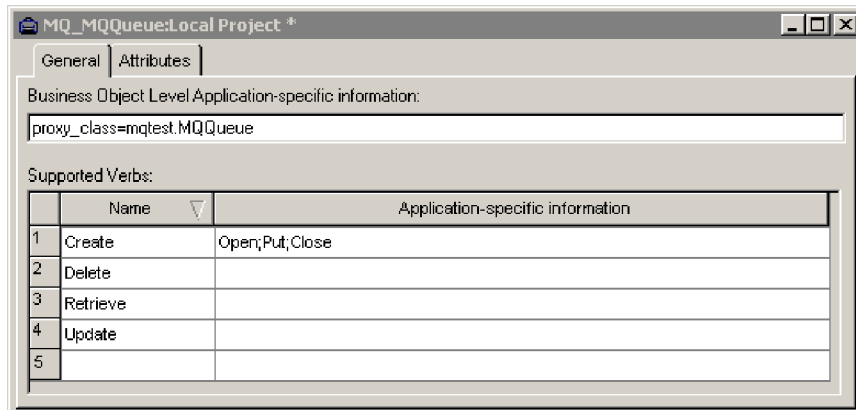 MQ_MQQueue:Local Project *
General Attributes
Business Object Level Application-specific information:
proxy_class=mqtest.MQQueue
Supported Verbs:
Name Application-specific information
1 Create Open;Put;Close
2 Delete
3 Retrieve
4 Update
5